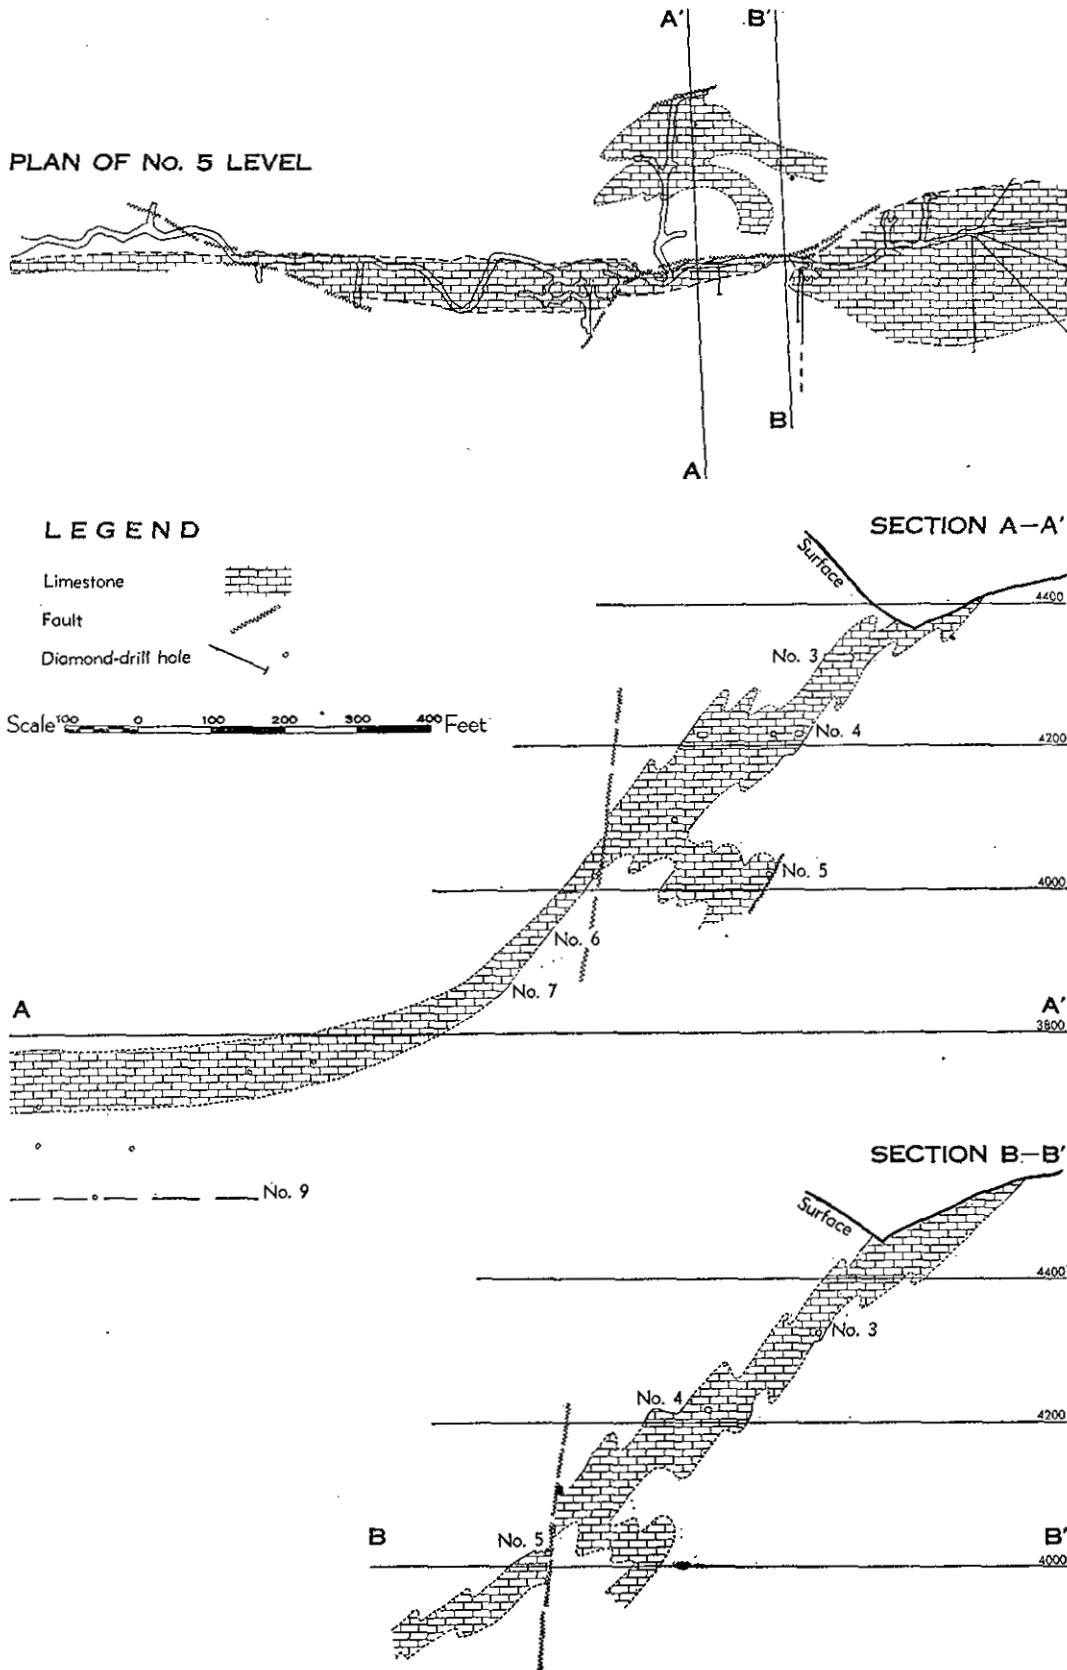 A' B'
PLAN OF No. 5 LEVEL
B
A
LEGEND
Limestone
Fault
Diamond-drill hole
Scale 100 0 100 200 300 400 Feet
SECTION A-A'
Surface
4400
No. 3
No. 4
4200
No. 5
4000
No. 6
No. 7
A A'
3800
No. 9
SECTION B-B'
Surface
4400
No. 3
No. 4
4200
No. 5
B B'
4000